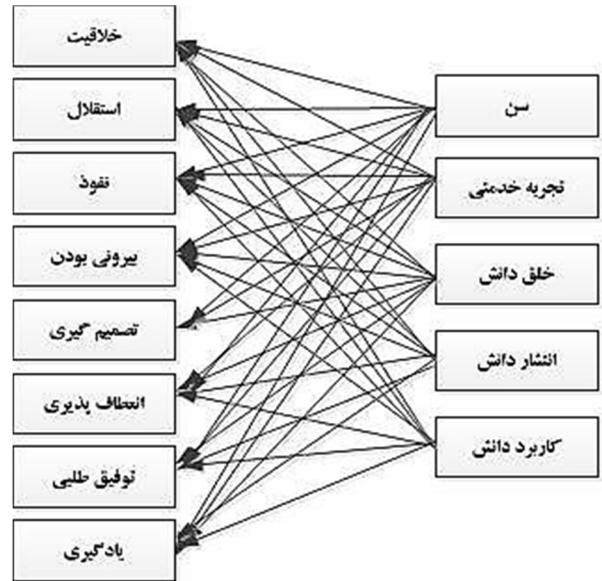 سن
تجربه خدمتی
خلق دانش
انتشار دانش
کاربرد دانش
خلاقیت
استقلال
نفوذ
بیرونی بودن
تصمیم گیری
انعطاف پذیری
توفیق طلبی
یادگیری